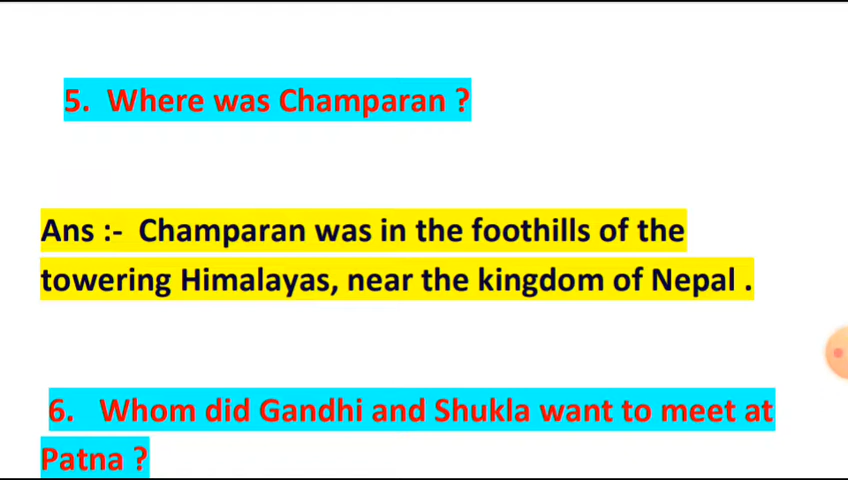 5. Where was Champaran ?
Ans :- Champaran was in the foothills of the
towering Himalayas, near the kingdom of Nepal .
6. Whom did Gandhi and Shukla want to meet at
Patna ?